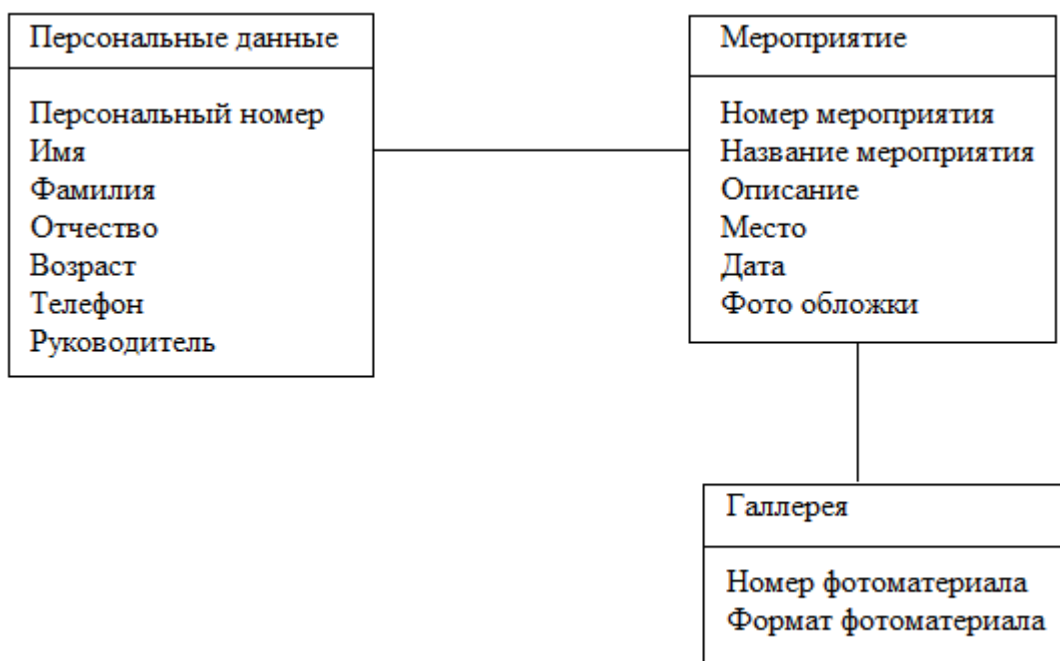 Персональные данные
Персональный номер
Имя
Фамилия
Отчество
Возраст
Телефон
Руководитель
Мероприятие
Номер мероприятия
Название мероприятия
Описание
Место
Дата
Фото обложки
Галлерея
Номер фотоматериала
Формат фотоматериала